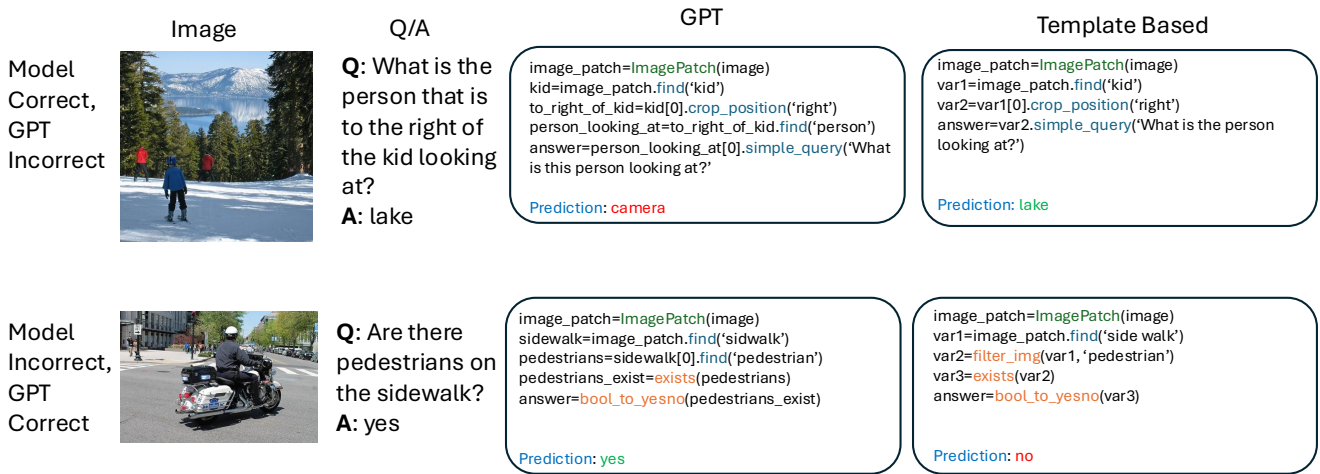 Image
Q/A
GPT
Template Based
Model
Correct,
GPT
Incorrect
Q: What is the
person that is
to the right of
the kid looking
at?
A: lake
image_patch=ImagePatch(image)
kid=image_patch.find(‘kid’)
to_right_of_kid=kid[0].crop_position(‘right’)
person_looking_at=to_right_of_kid.find(‘person’)
answer=person_looking_at[0].simple_query(‘What
is this person looking at?’
Prediction: camera
image_patch=ImagePatch(image)
var1=image_patch.find(‘kid’)
var2=var1[0].crop_position(‘right’)
answer=var2.simple_query(‘What is the person
looking at?’)
Prediction: lake
Model
Incorrect,
GPT
Correct
Q: Are there
pedestrians on
the sidewalk?
A: yes
image_patch=ImagePatch(image)
sidewalk=image_patch.find(‘sidwalk’)
pedestrians=sidewalk[0].find(‘pedestrian’)
pedestrians_exist=exists(pedestrians)
answer=bool_to_yesno(pedestrians_exist)
Prediction: yes
image_patch=ImagePatch(image)
var1=image_patch.find(‘side walk’)
var2=filter_img(var1, ‘pedestrian’)
var3=exists(var2)
answer=bool_to_yesno(var3)
Prediction: no